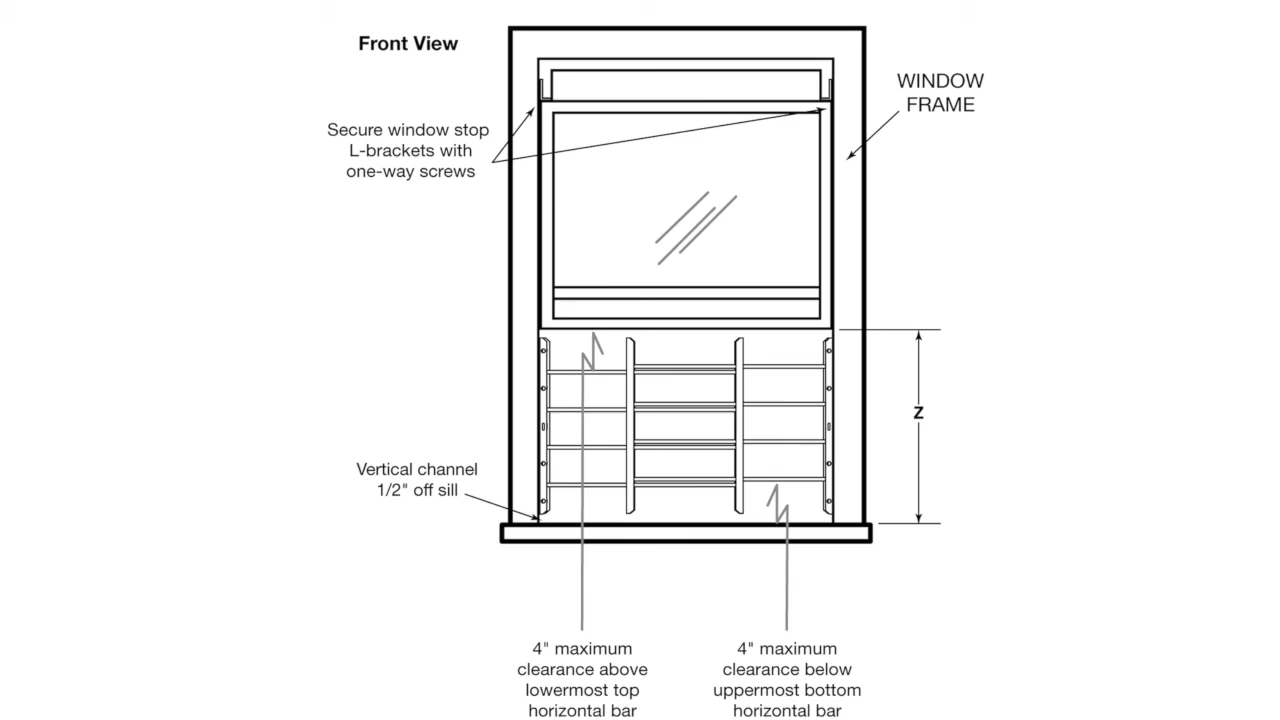 Front View
WINDOW
FRAME
Secure window stop
L-brackets with
one-way screws
Z
Vertical channel
1/2" off sill
4" maximum
clearance above
lowermost top
horizontal bar
4" maximum
clearance below
uppermost bottom
horizontal bar